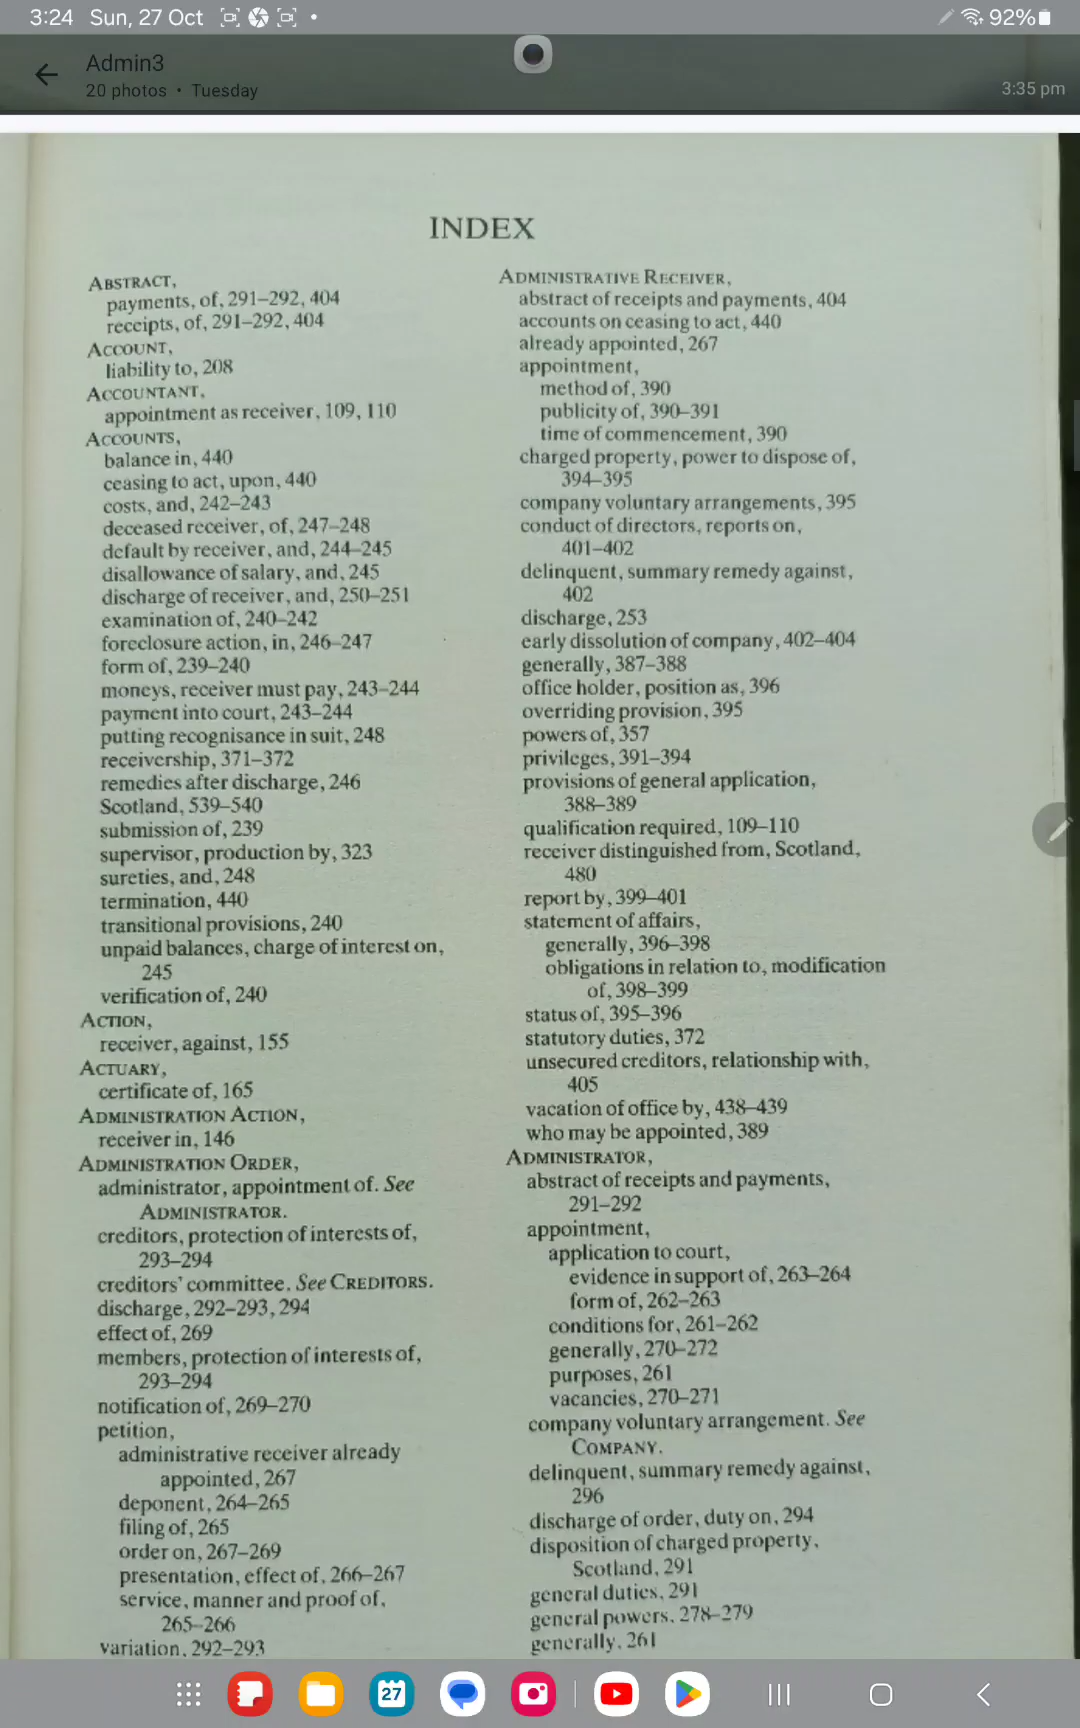 3:24 Sun, 27 Oct
92%
Admin3
20 photos • Tuesday
3:35 pm
INDEX
ABSTRACT,
payments, of, 291–292, 404
receipts, of, 291–292, 404
ACCOUNT,
liability to, 208
ACCOUNTANT,
appointment as receiver, 109, 110
ACCOUNTS,
balance in, 440
ceasing to act, upon, 440
costs, and, 242–243
deceased receiver, of, 247–248
default by receiver, and, 244–245
disallowance of salary, and, 245
discharge of receiver, and, 250–251
examination of, 240–242
foreclosure action, in, 246–247
form of, 239–240
moneys, receiver must pay, 243–244
payment into court, 243–244
putting recognisance in suit, 248
receivership, 371–372
remedies after discharge, 246
Scotland, 539–540
submission of, 239
supervisor, production by, 323
sureties, and, 248
termination, 440
transitional provisions, 240
unpaid balances, charge of interest on,
245
verification of, 240
ACTION,
receiver, against, 155
ACTUARY,
certificate of, 165
ADMINISTRATION ACTION,
receiver in, 146
ADMINISTRATION ORDER,
administrator, appointment of. See
ADMINISTRATOR.
creditors, protection of interests of,
293–294
creditors' committee. See CREDITORS.
discharge, 292–293, 294
effect of, 269
members, protection of interests of,
293–294
notification of, 269–270
petition,
administrative receiver already
appointed, 267
deponent, 264–265
filing of, 265
order on, 267–269
presentation, effect of, 266–267
service, manner and proof of,
265–266
variation, 292–293
ADMINISTRATIVE RECEIVER,
abstract of receipts and payments, 404
accounts on ceasing to act, 440
already appointed, 267
appointment,
method of, 390
publicity of, 390–391
time of commencement, 390
charged property, power to dispose of,
394–395
company voluntary arrangements, 395
conduct of directors, reports on,
401–402
delinquent, summary remedy against,
402
discharge, 253
early dissolution of company, 402–404
generally, 387–388
office holder, position as, 396
overriding provision, 395
powers of, 357
privileges, 391–394
provisions of general application,
388–389
qualification required, 109–110
receiver distinguished from, Scotland,
480
report by, 399–401
statement of affairs,
generally, 396–398
obligations in relation to, modification
of, 398–399
status of, 395–396
statutory duties, 372
unsecured creditors, relationship with,
405
vacation of office by, 438–439
who may be appointed, 389
ADMINISTRATOR,
abstract of receipts and payments,
291–292
appointment,
application to court,
evidence in support of, 263–264
form of, 262–263
conditions for, 261–262
generally, 270–272
purposes, 261
vacancies, 270–271
company voluntary arrangement. See
COMPANY.
delinquent, summary remedy against,
296
discharge of order, duty on, 294
disposition of charged property,
Scotland, 291
general duties, 291
general powers, 278–279
generally, 261
27